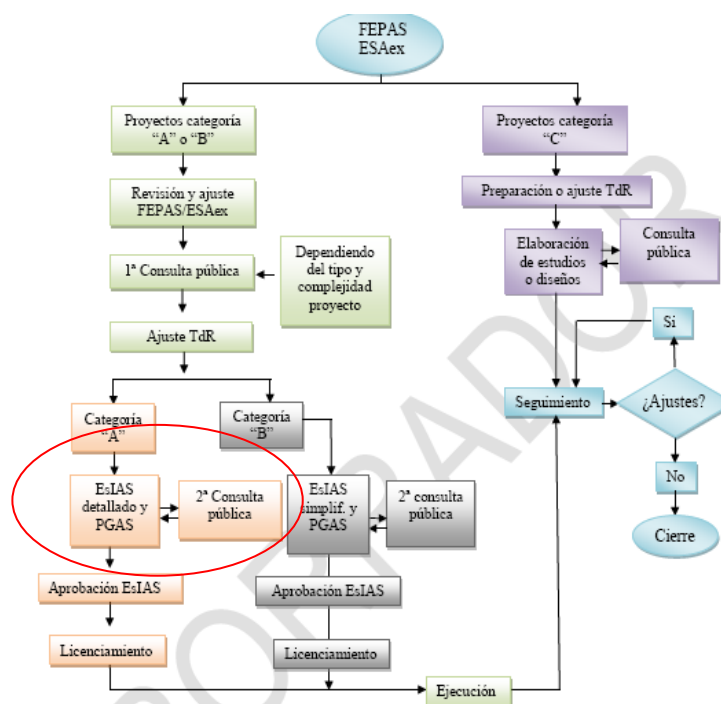 FEPAS
ESAex
Proyectos categoría
“A” o “B”
Proyectos categoría
“C”
Revisión y ajuste
FEPAS/ESAex
Preparación o ajuste TdR
1ª Consulta pública
Dependiendo
del tipo y
complejidad
proyecto
Elaboración
de estudios
o diseños
Consulta
pública
Ajuste TdR
Si
Categoría
“A”
Categoría
“B”
Seguimiento
¿Ajustes?
EsIAS
detallado y
PGAS
2ª Consulta
pública
EsIAS
simplif. y
PGAS
2ª consulta
pública
No
Cierre
Aprobación EsIAS
Aprobación EsIAS
Licenciamiento
Licenciamiento
Ejecución